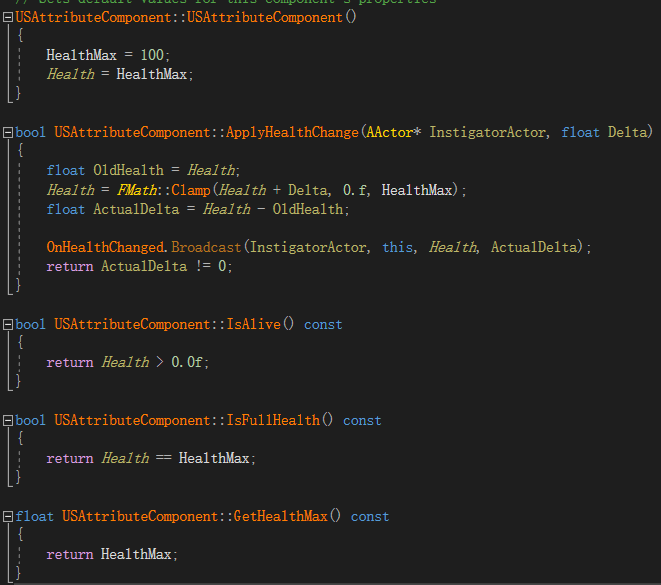 // Sets default values for this component's properties
USAttributeComponent::USAttributeComponent()
{
HealthMax = 100;
Health = HealthMax;
}
bool USAttributeComponent::ApplyHealthChange(AActor* InstigatorActor, float Delta)
{
float OldHealth = Health;
Health = FMath::Clamp(Health + Delta, 0.f, HealthMax);
float ActualDelta = Health - OldHealth;
OnHealthChanged.Broadcast(InstigatorActor, this, Health, ActualDelta);
return ActualDelta != 0;
}
bool USAttributeComponent::IsAlive() const
{
return Health > 0.0f;
}
bool USAttributeComponent::IsFullHealth() const
{
return Health == HealthMax;
}
float USAttributeComponent::GetHealthMax() const
{
return HealthMax;
}